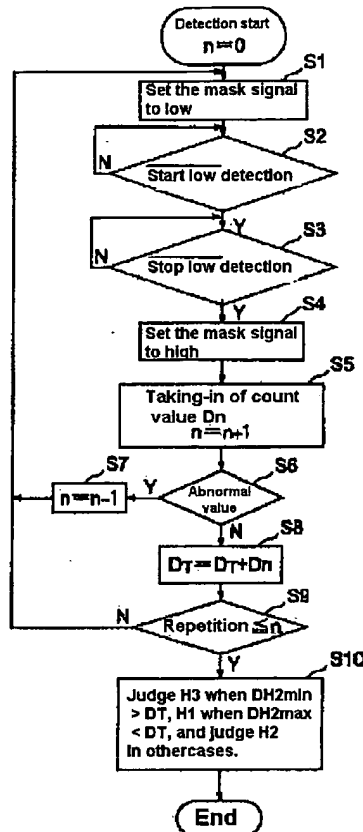 Detection start
n=0
S1
Set the mask signal
to low
S2
N
Start low detection
Y
S3
N
Stop low detection
Y
S4
Set the mask signal
to high
S5
Taking-in of count
value Dn
n=n+1
S7
n=n-1
Y
S6
Abnormal
value
N
S8
DT=DT+Dn
S9
N
Repetition ≦n
Y
S10
Judge H3 when DH2min
> DT, H1 when DH2max
< DT, and judge H2
in othercases.
End